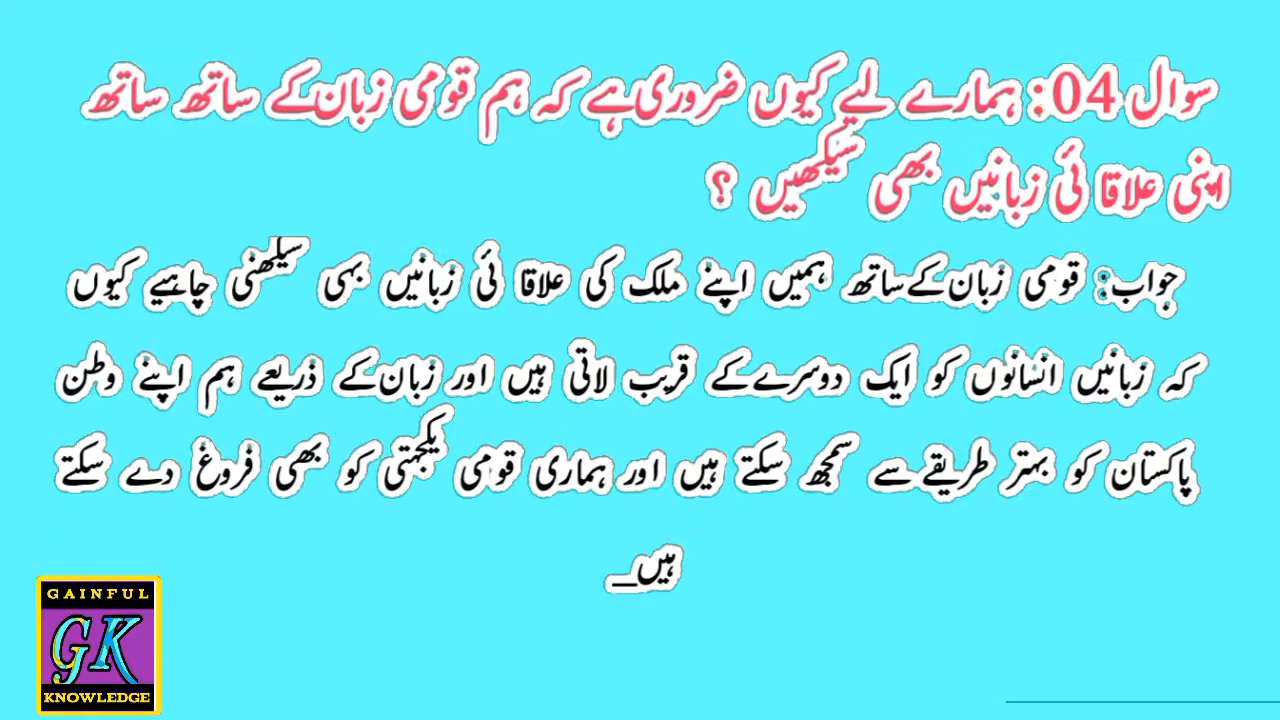 سوال 04: ہمارے لیے کیوں ضروری ہے کہ ہم قومی زبان کے ساتھ ساتھ
اپنی علاقائی زبانیں بھی سیکھیں ؟
جواب: قومی زبان کے ساتھ ہمیں اپنے ملک کی علاقائی زبانیں بہی سیکھنی چاہیے کیوں
کہ زبانیں انسانوں کو ایک دوسرے کے قریب لاتی ہیں اور زبان کے ذریعے ہم اپنے وطن
پاکستان کو بہتر طریقے سے سمجھ سکتے ہیں اور ہماری قومی یکجہتی کو بھی فروغ دے سکتے
ہیں_
GAINFUL
GK
KNOWLEDGE